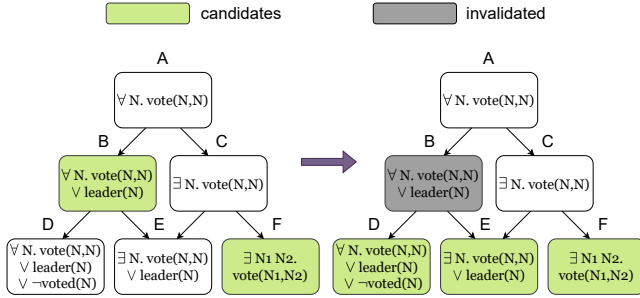 candidates
invalidated
A
∀ N. vote(N,N)
B
C
∀ N. vote(N,N)
∨ leader(N)
∃ N. vote(N,N)
D
E
F
∀ N. vote(N,N)
∨ leader(N)
∨ ¬voted(N)
∃ N. vote(N,N)
∨ leader(N)
∃ N1 N2.
vote(N1,N2)
A
∀ N. vote(N,N)
B
C
∀ N. vote(N,N)
∨ leader(N)
∃ N. vote(N,N)
D
E
F
∀ N. vote(N,N)
∨ leader(N)
∨ ¬voted(N)
∃ N. vote(N,N)
∨ leader(N)
∃ N1 N2.
vote(N1,N2)